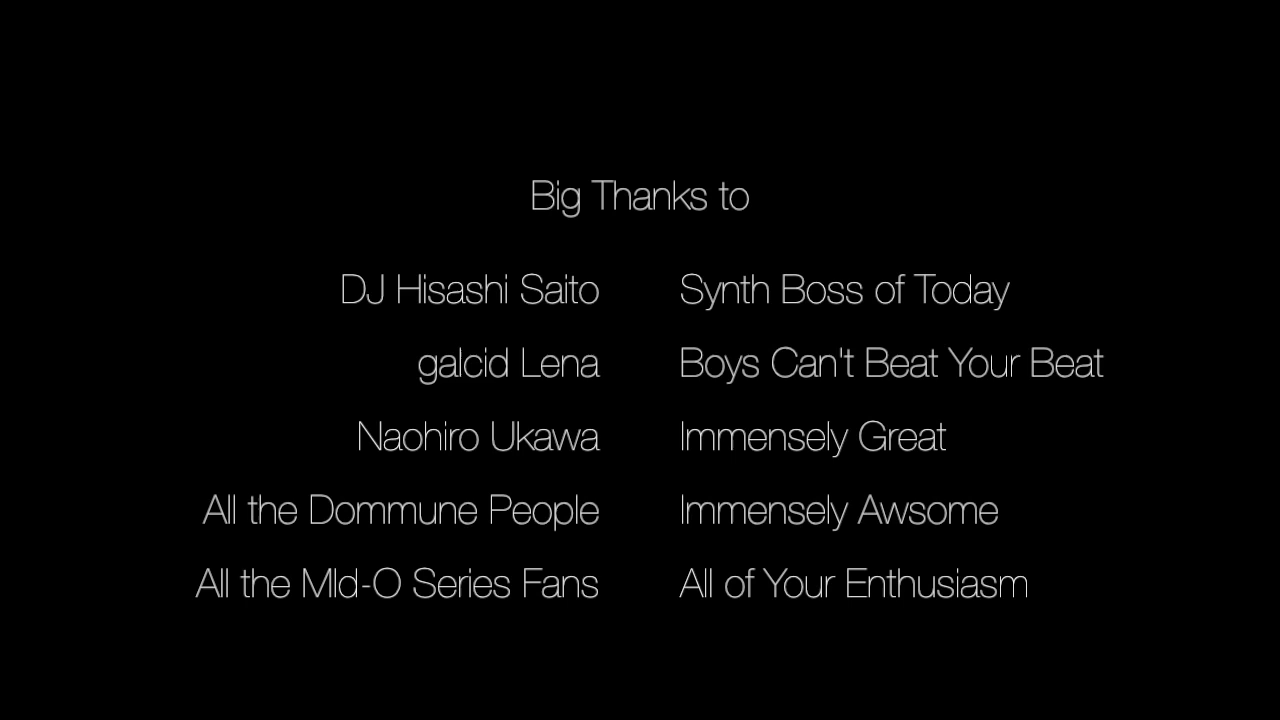 Big Thanks to
DJ Hisashi Saito Synth Boss of Today
galcid Lena Boys Can't Beat Your Beat
Naohiro Ukawa Immensely Great
All the Dommune People Immensely Awsome
All the MId-O Series Fans All of Your Enthusiasm